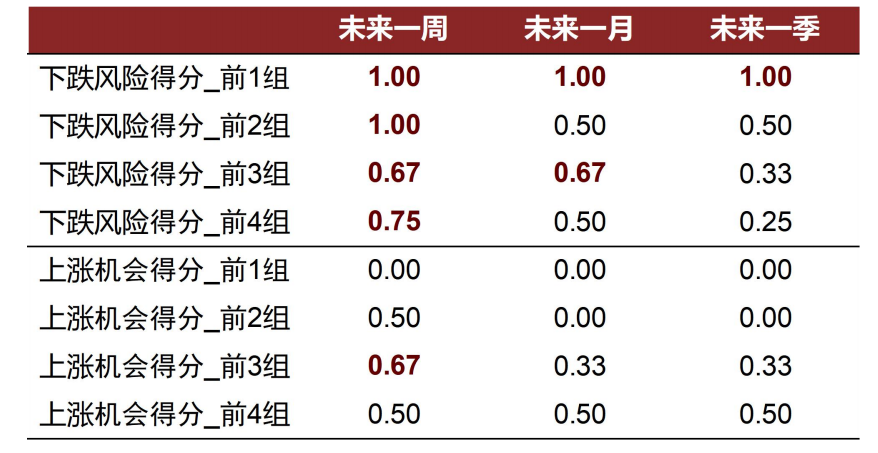 未来一周 未来一月 未来一季
下跌风险得分_前1组 1.00 1.00 1.00
下跌风险得分_前2组 1.00 0.50 0.50
下跌风险得分_前3组 0.67 0.67 0.33
下跌风险得分_前4组 0.75 0.50 0.25
上涨机会得分_前1组 0.00 0.00 0.00
上涨机会得分_前2组 0.50 0.00 0.00
上涨机会得分_前3组 0.67 0.33 0.33
上涨机会得分_前4组 0.50 0.50 0.50